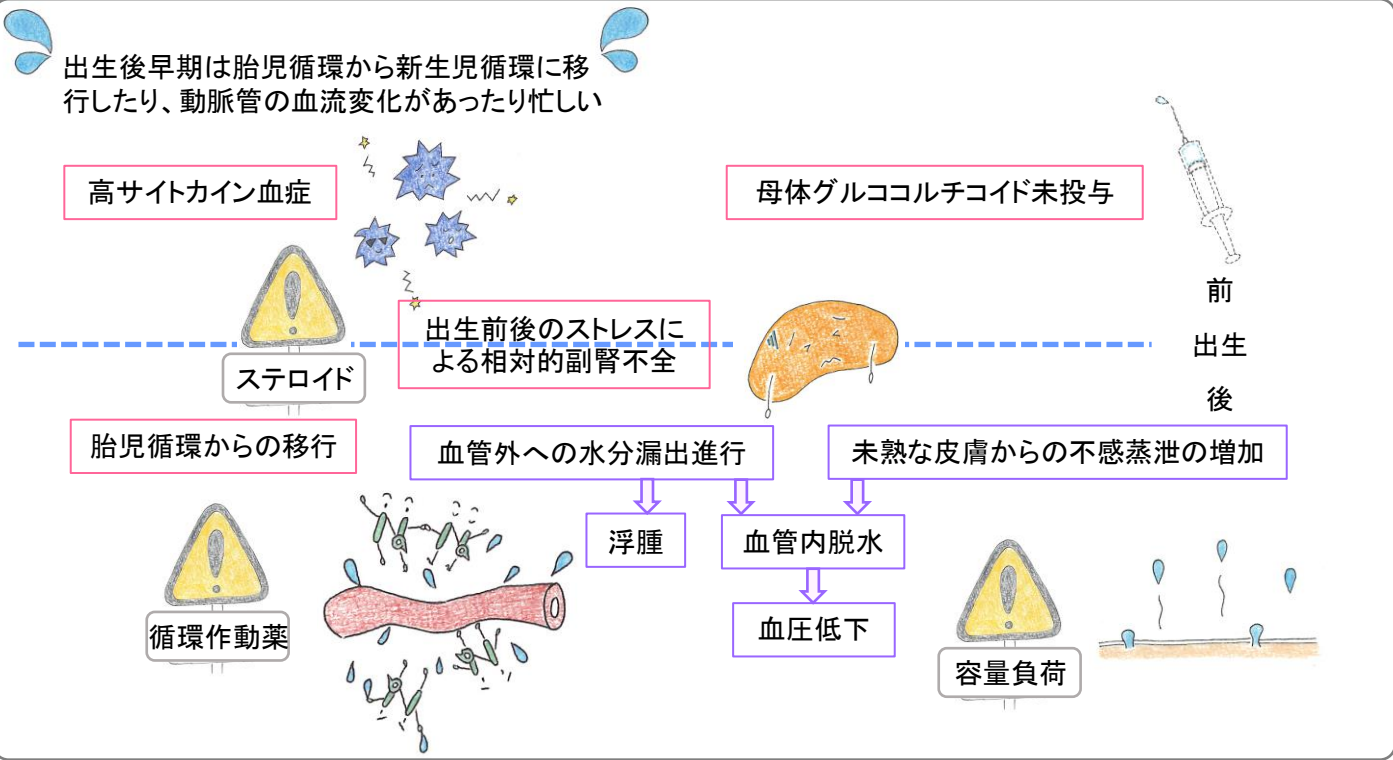 出生後早期は胎児循環から新生児循環に移
行したり、動脈管の血流変化があったり忙しい
高サイトカイン血症
母体グルココルチコイド未投与
前
出生
後
出生前後のストレスに
よる相対的副腎不全
ステロイド
胎児循環からの移行
血管外への水分漏出進行
未熟な皮膚からの不感蒸泄の増加
浮腫
血管内脱水
循環作動薬
血圧低下
容量負荷